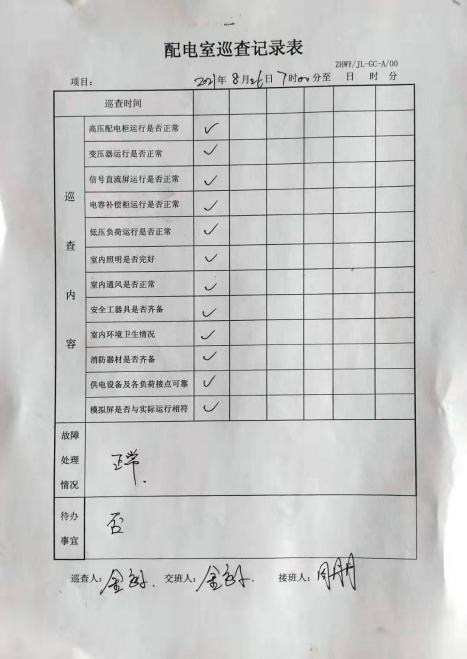 配电室巡查记录表
ZHWY/JL-GC-A/00
项目： 2021年8月26日7时00分至 日 时 分
巡查时间
巡查内容
高压配电柜运行是否正常 ✓
变压器运行是否正常 ✓
信号直流屏运行是否正常 ✓
电容补偿柜运行是否正常 ✓
低压负荷运行是否正常 ✓
室内照明是否完好 ✓
室内通风是否正常 ✓
安全工器具是否齐备 ✓
室内环境卫生情况 ✓
消防器材是否齐备 ✓
供电设备及各负荷接点可靠 ✓
模拟屏是否与实际运行相符 ✓
故障处理情况 正常.
待办事宜 否
巡查人： 交班人： 接班人：